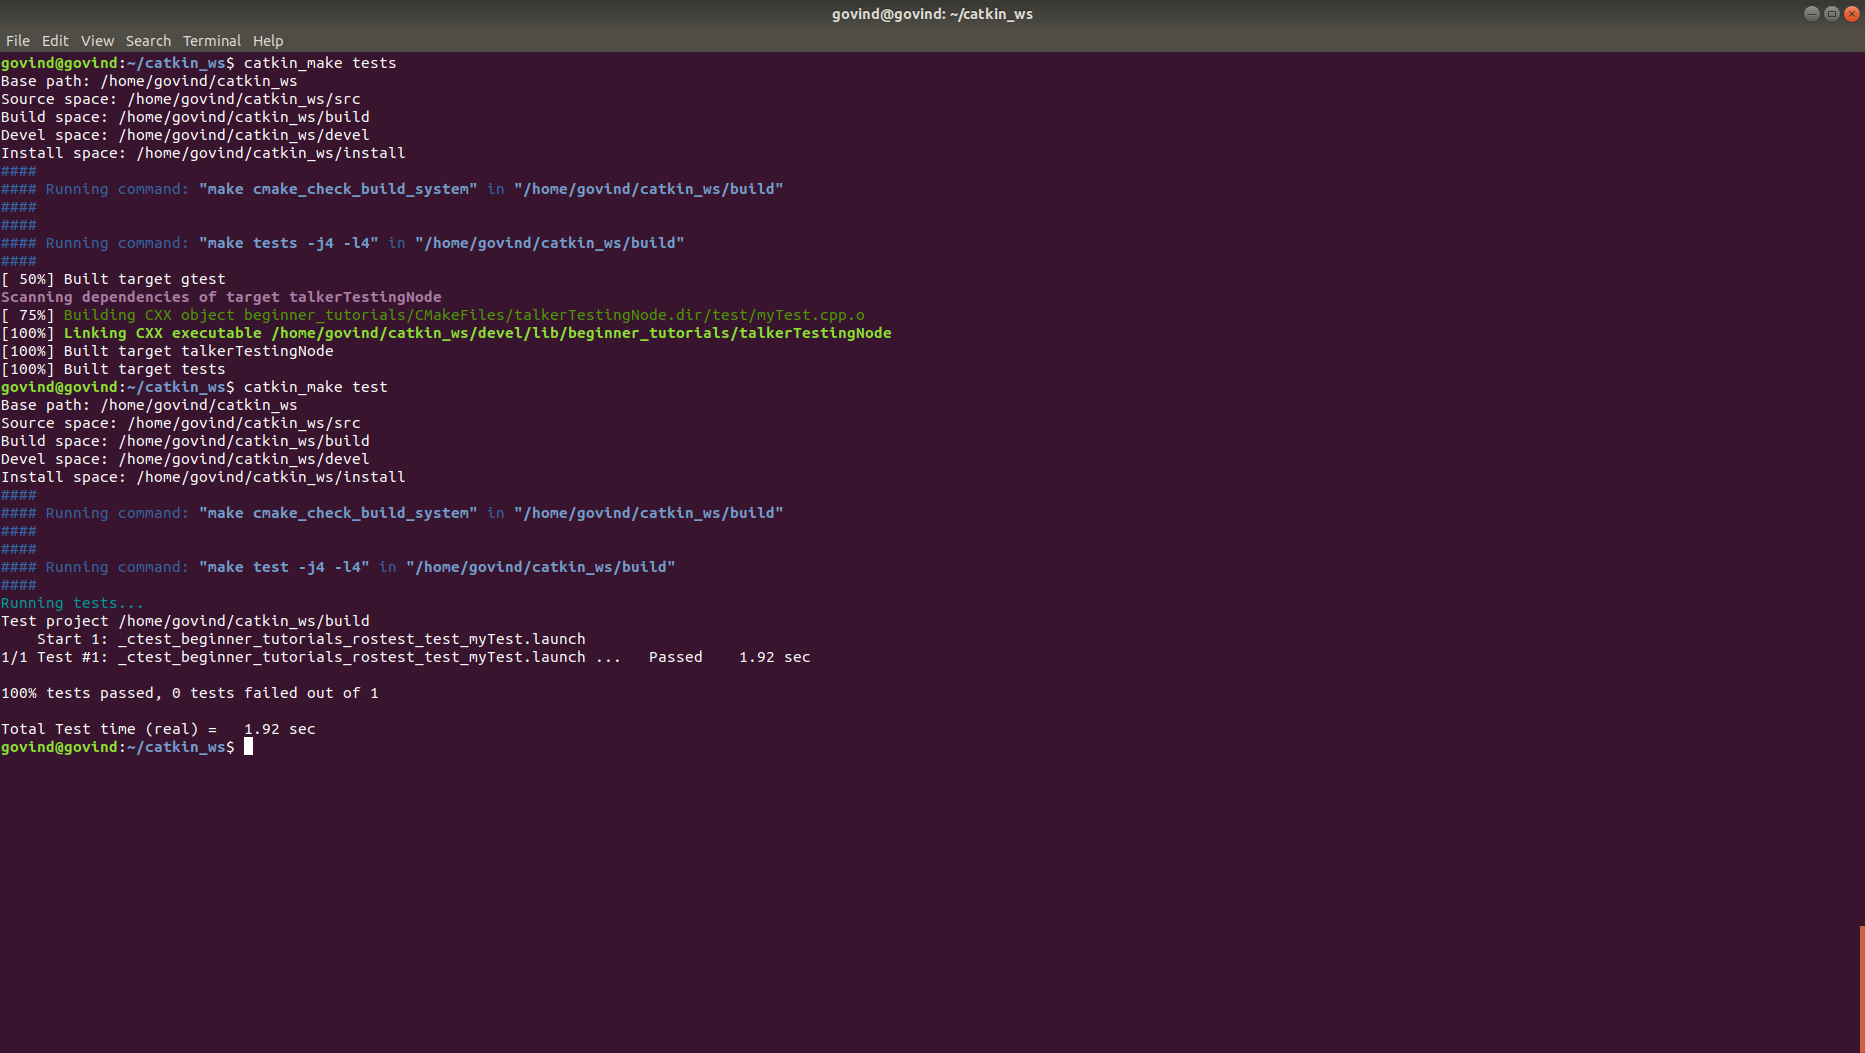 govind@govind: ~/catkin_ws
File Edit View Search Terminal Help
govind@govind:~/catkin_ws$ catkin_make tests
Base path: /home/govind/catkin_ws
Source space: /home/govind/catkin_ws/src
Build space: /home/govind/catkin_ws/build
Devel space: /home/govind/catkin_ws/devel
Install space: /home/govind/catkin_ws/install
####
#### Running command: "make cmake_check_build_system" in "/home/govind/catkin_ws/build"
####
####
#### Running command: "make tests -j4 -l4" in "/home/govind/catkin_ws/build"
####
[ 50%] Built target gtest
Scanning dependencies of target talkerTestingNode
[ 75%] Building CXX object beginner_tutorials/CMakeFiles/talkerTestingNode.dir/test/myTest.cpp.o
[100%] Linking CXX executable /home/govind/catkin_ws/devel/lib/beginner_tutorials/talkerTestingNode
[100%] Built target talkerTestingNode
[100%] Built target tests
govind@govind:~/catkin_ws$ catkin_make test
Base path: /home/govind/catkin_ws
Source space: /home/govind/catkin_ws/src
Build space: /home/govind/catkin_ws/build
Devel space: /home/govind/catkin_ws/devel
Install space: /home/govind/catkin_ws/install
####
#### Running command: "make cmake_check_build_system" in "/home/govind/catkin_ws/build"
####
####
#### Running command: "make test -j4 -l4" in "/home/govind/catkin_ws/build"
####
Running tests...
Test project /home/govind/catkin_ws/build
    Start 1: _ctest_beginner_tutorials_rostest_test_myTest.launch
1/1 Test #1: _ctest_beginner_tutorials_rostest_test_myTest.launch ...   Passed    1.92 sec
100% tests passed, 0 tests failed out of 1
Total Test time (real) =   1.92 sec
govind@govind:~/catkin_ws$